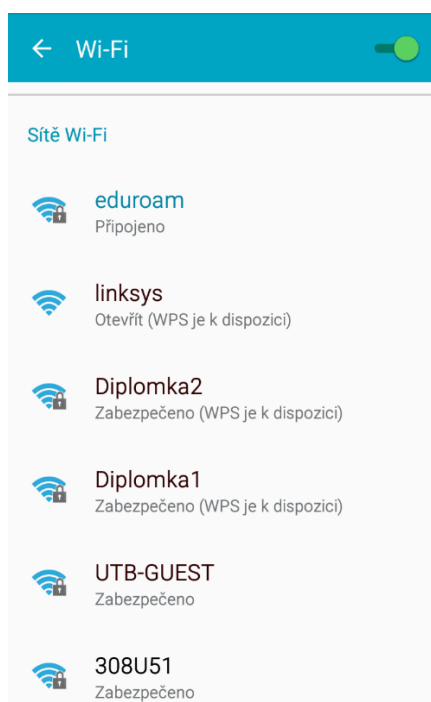 Wi-Fi
Sítě Wi-Fi
eduroam
Připojeno
linksys
Otevřít (WPS je k dispozici)
Diplomka2
Zabezpečeno (WPS je k dispozici)
Diplomka1
Zabezpečeno (WPS je k dispozici)
UTB-GUEST
Zabezpečeno
308U51
Zabezpečeno